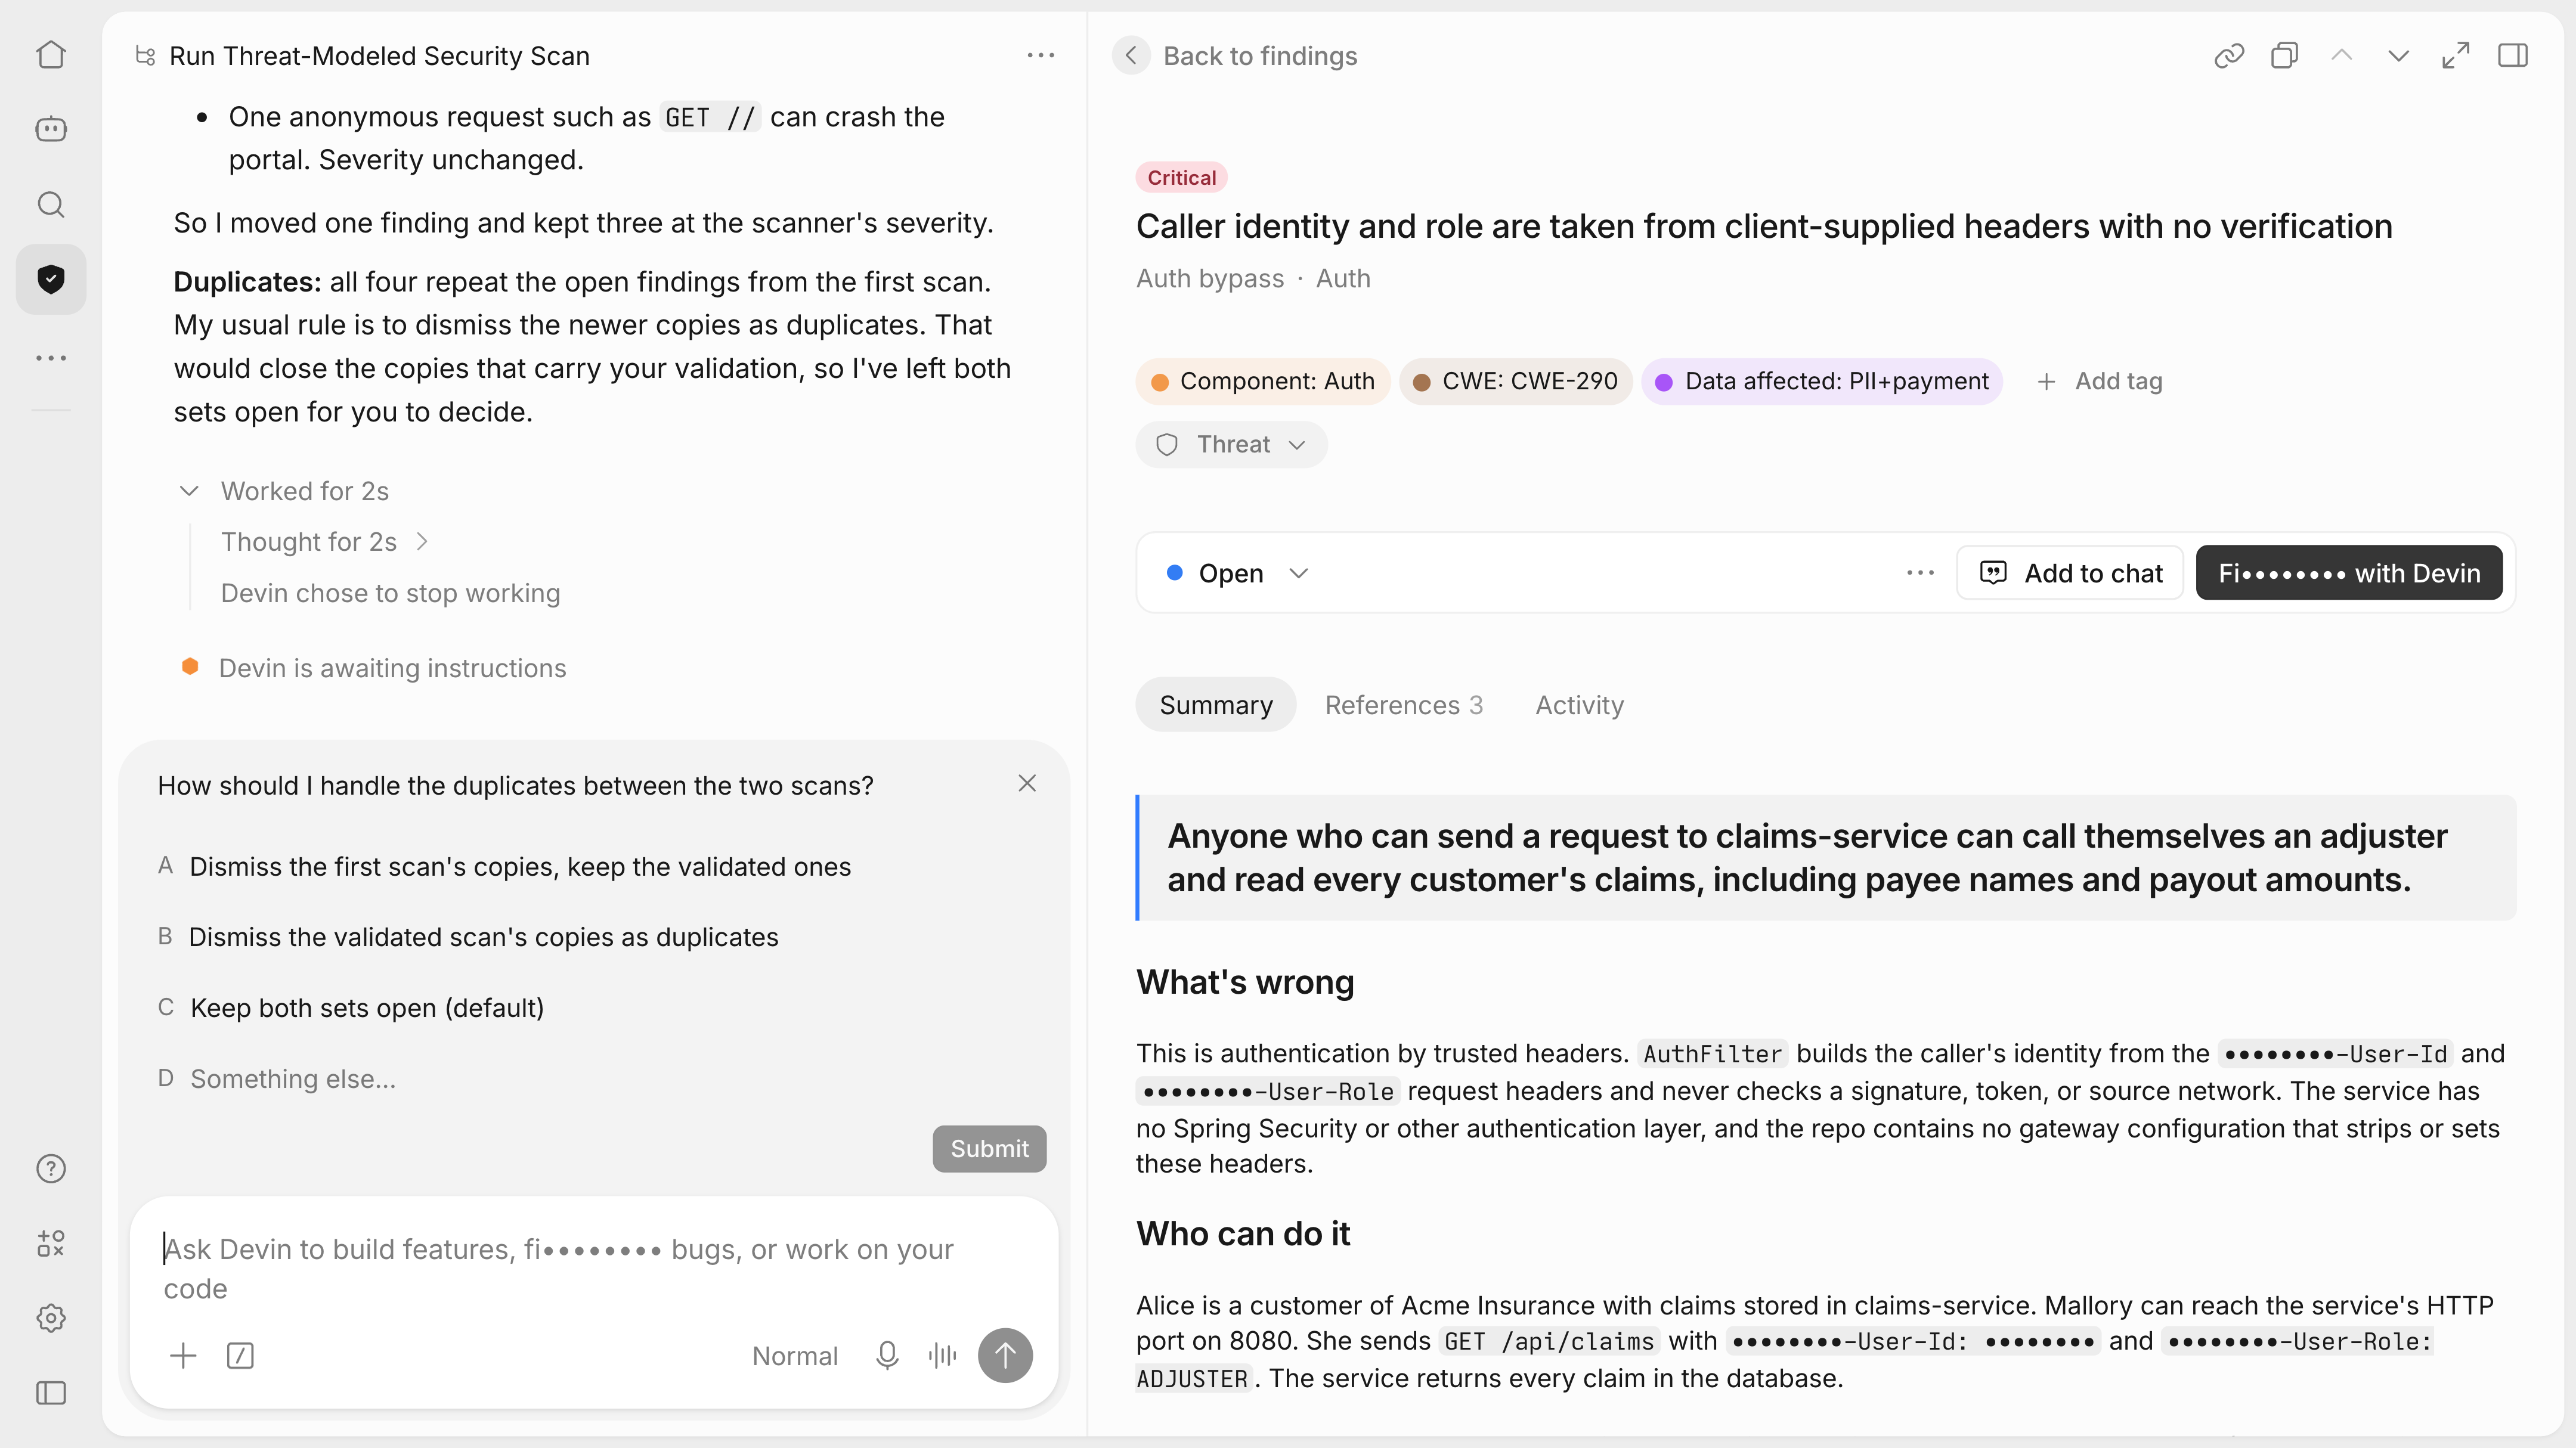 Run Threat-Modeled Security Scan
One anonymous request such as GET // can crash the
portal. Severity unchanged.
So I moved one finding and kept three at the scanner's severity.
Duplicates: all four repeat the open findings from the first scan.
My usual rule is to dismiss the newer copies as duplicates. That
would close the copies that carry your validation, so I've left both
sets open for you to decide.
Worked for 2s
Thought for 2s
Devin chose to stop working
Devin is awaiting instructions
How should I handle the duplicates between the two scans?
A Dismiss the first scan's copies, keep the validated ones
B Dismiss the validated scan's copies as duplicates
C Keep both sets open (default)
D Something else...
Submit
Ask Devin to build features, fi•••••••• bugs, or work on your
code
Normal
Back to findings
Critical
Caller identity and role are taken from client-supplied headers with no verification
Auth bypass · Auth
Component: Auth
CWE: CWE-290
Data affected: PII+payment
Add tag
Threat
Open
Add to chat
Fi•••••••• with Devin
Summary
References 3
Activity
Anyone who can send a request to claims-service can call themselves an adjuster
and read every customer's claims, including payee names and payout amounts.
What's wrong
This is authentication by trusted headers. AuthFilter builds the caller's identity from the ••••••••-User-Id and
••••••••-User-Role request headers and never checks a signature, token, or source network. The service has
no Spring Security or other authentication layer, and the repo contains no gateway configuration that strips or sets
these headers.
Who can do it
Alice is a customer of Acme Insurance with claims stored in claims-service. Mallory can reach the service's HTTP
port on 8080. She sends GET /api/claims with ••••••••-User-Id: •••••••• and ••••••••-User-Role:
ADJUSTER. The service returns every claim in the database.